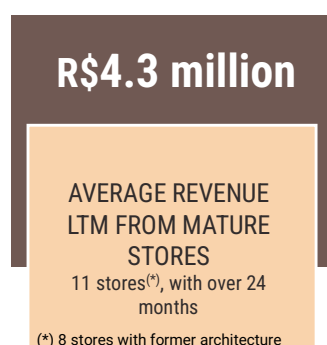 R$4.3 million
AVERAGE REVENUE
LTM FROM MATURE
STORES
11 stores(*), with over 24
months
(*) 8 stores with former architecture